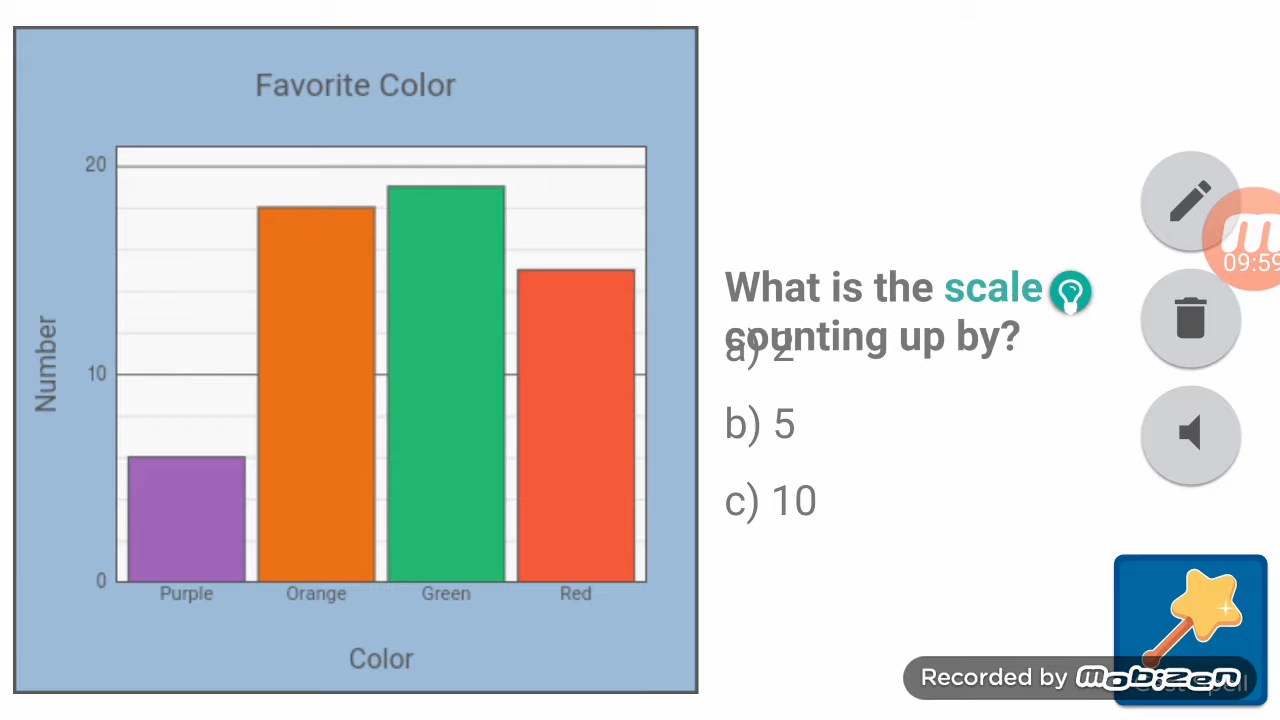 Favorite Color
20
10
0
Number
Purple Orange Green Red
Color
What is the scale
counting up by?
a) 2
b) 5
c) 10
09:59
Recorded by Mobizen